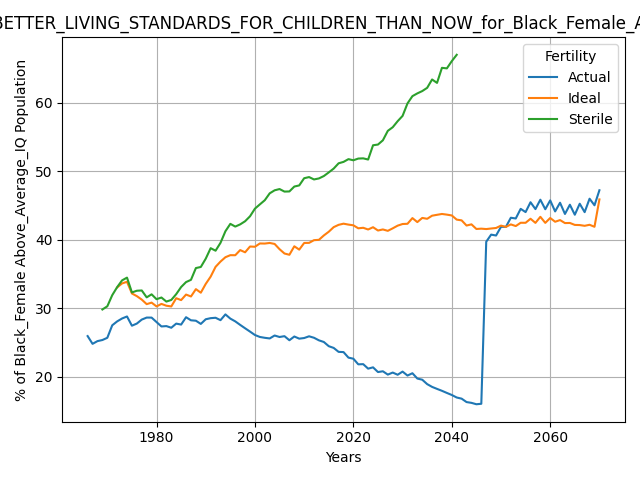 BETTER_LIVING_STANDARDS_FOR_CHILDREN_THAN_NOW_for_Black_Female_A
% of Black_Female Above_Average_IQ Population
60
50
40
30
20
1980
2000
2020
2040
2060
Years
Fertility
Actual
Ideal
Sterile